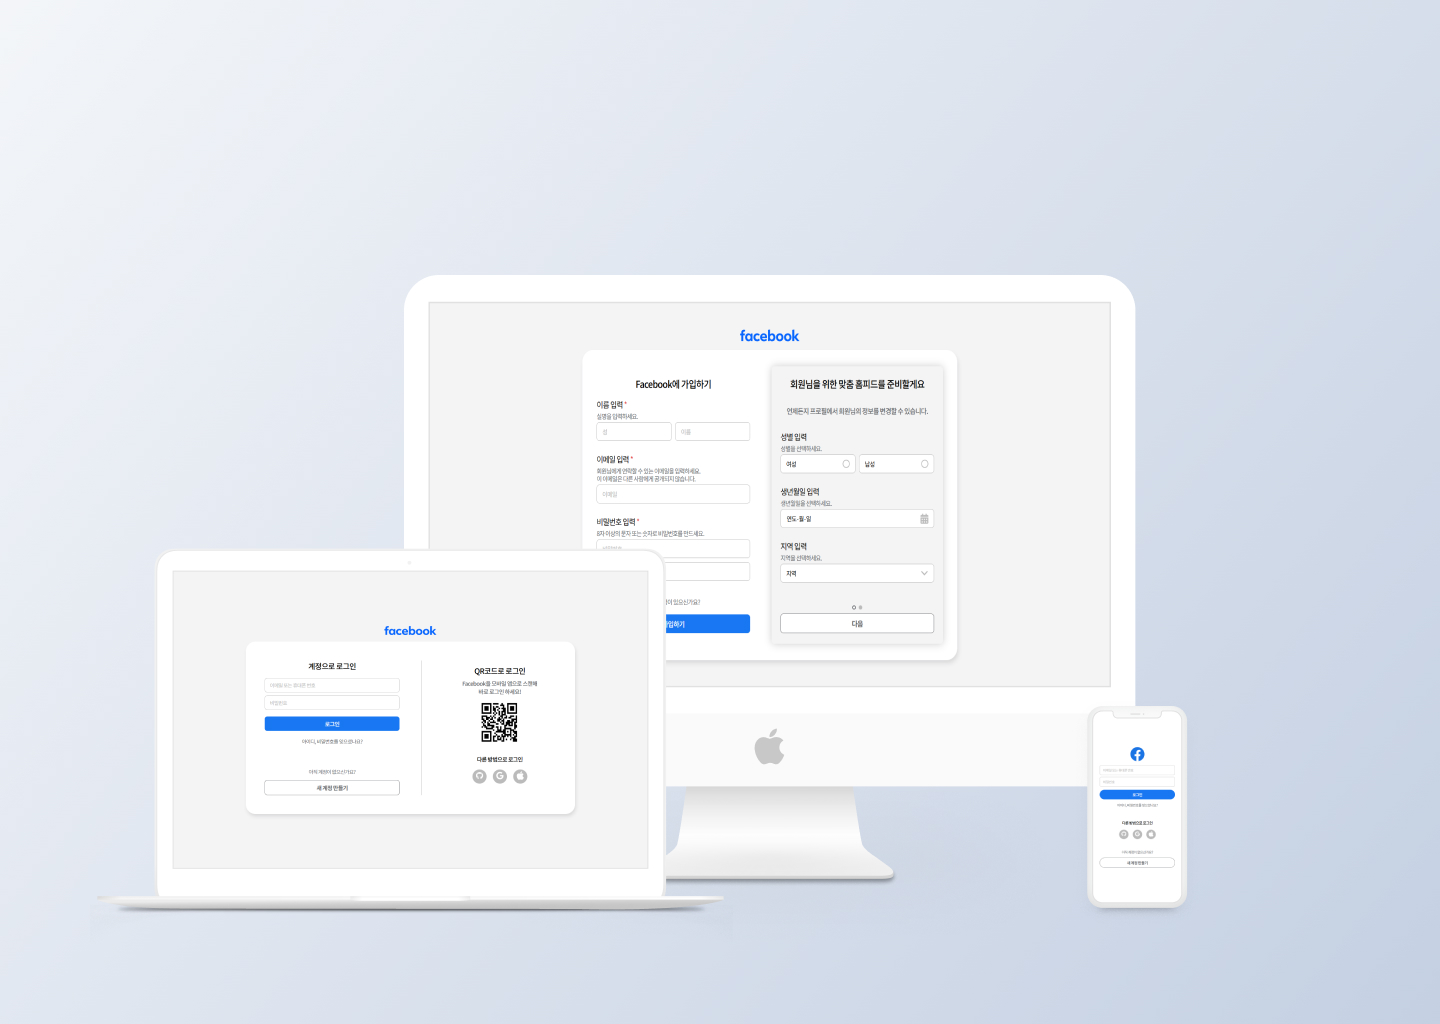 facebook
Facebook에 가입하기
이름 입력 *
실명을 입력하세요.
성
이름
이메일 입력 *
회원님에게 연락할 수 있는 이메일을 입력하세요.
이 이메일은 다른 사람에게 공개되지 않습니다.
이메일
비밀번호 입력 *
8자 이상의 문자 또는 숫자로 비밀번호를 만드세요.
있으신가요?
입하기
회원님을 위한 맞춤 홈피드를 준비할게요
언제든지 프로필에서 회원님의 정보를 변경할 수 있습니다.
성별 입력
성별을 선택하세요.
여성
남성
생년월일 입력
생년월일을 선택하세요.
연도-월-일
지역 입력
지역을 선택하세요.
지역
다음
facebook
계정으로 로그인
이메일 또는 휴대폰 번호
비밀번호
로그인
아이디, 비밀번호를 잊으셨나요?
아직 계정이 없으신가요?
새 계정 만들기
QR코드로 로그인
Facebook을 모바일 앱으로 스캔해
바로 로그인 하세요!
다른 방법으로 로그인
로그인
다른 방법으로 로그인
새 계정 만들기